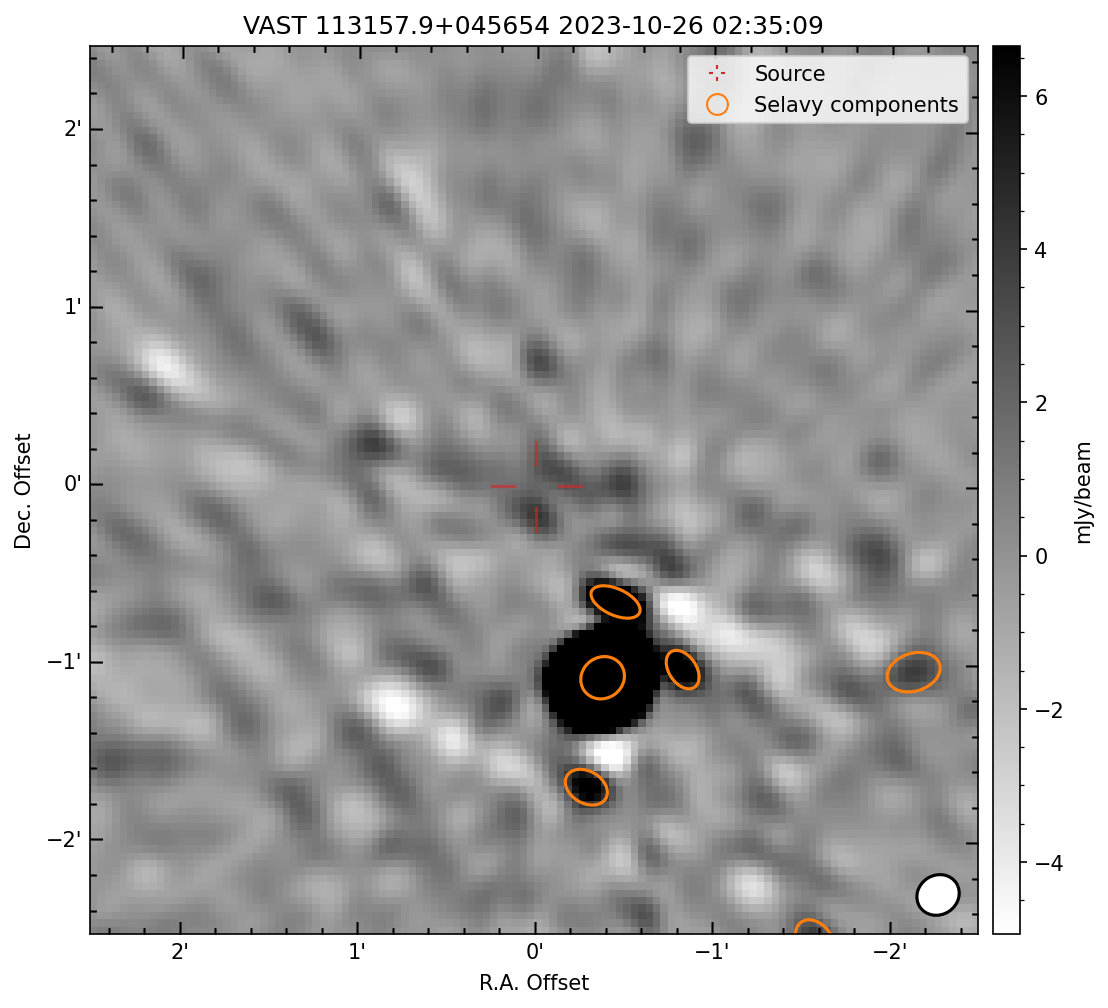 VAST 113157.9+045654 2023-10-26 02:35:09
Source
Selavy components
2'
1'
0'
−1'
−2'
Dec. Offset
2'
1'
0'
−1'
−2'
R.A. Offset
6
4
2
0
−2
−4
mJy/beam